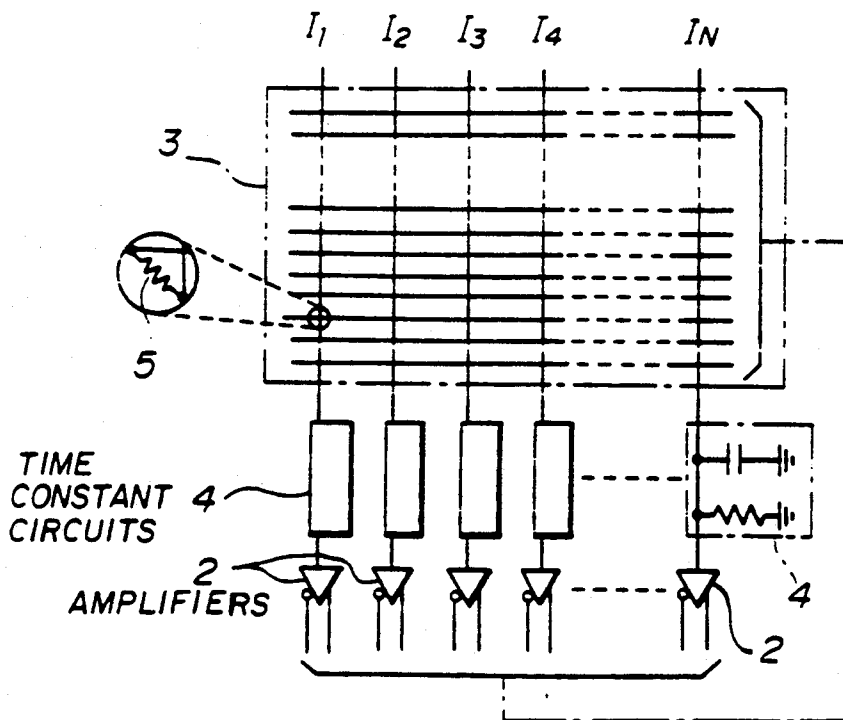 I1 I2 I3 I4 IN
3
5
TIME
CONSTANT 4
CIRCUITS
4
2
AMPLIFIERS
2